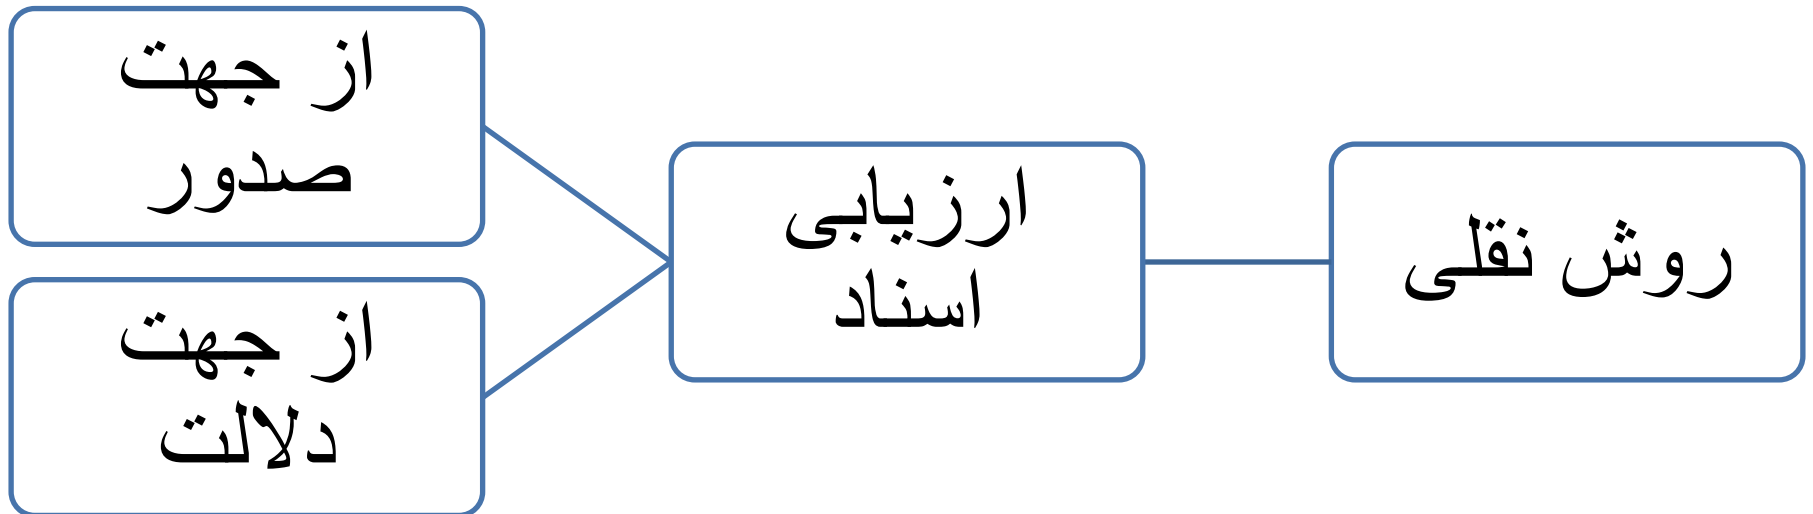 روش نقلی
ارزیابی
اسناد
از جهت
صدور
از جهت
دلالت